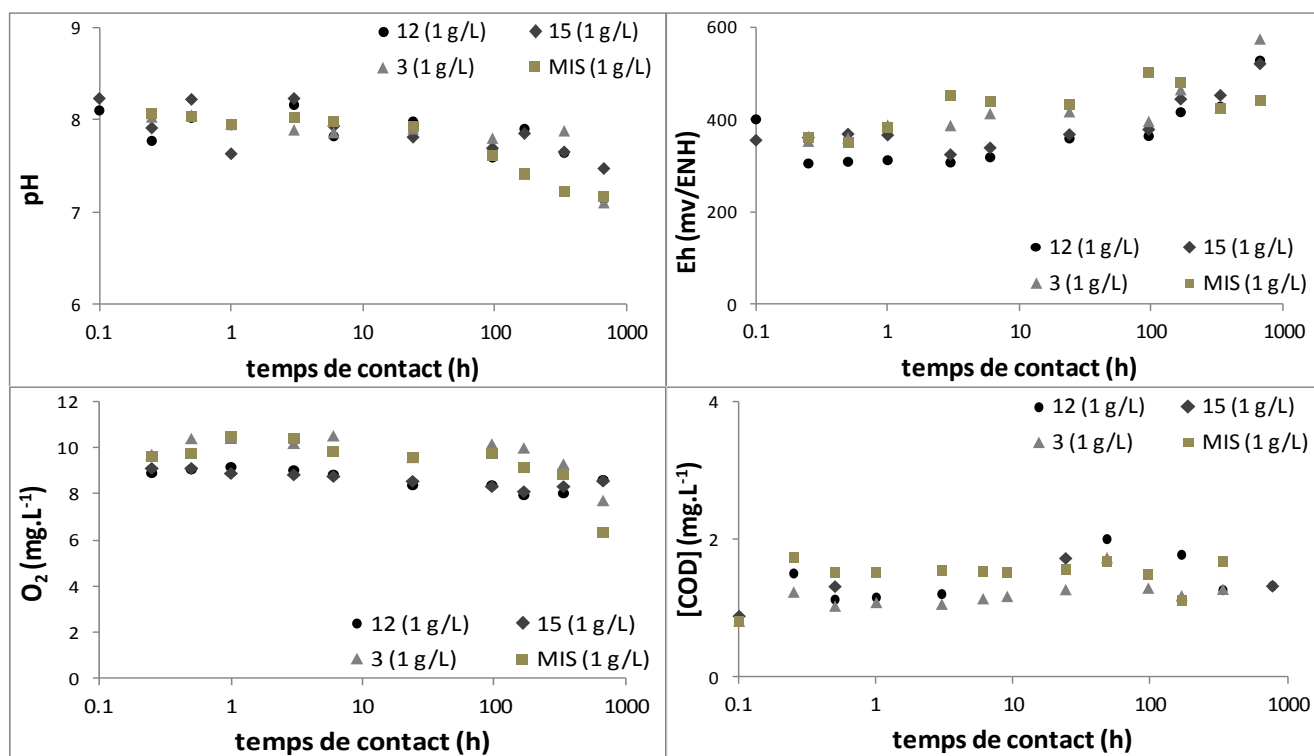 12 (1 g/L) 15 (1 g/L)
3 (1 g/L) MIS (1 g/L)
9
8
7
6
pH
0.1 1 10 100 1000
temps de contact (h)
600
400
200
0
Eh (mv/ENH)
12 (1 g/L) 15 (1 g/L)
3 (1 g/L) MIS (1 g/L)
0.1 1 10 100 1000
temps de contact (h)
12
10
8
6
4
2
0
O₂ (mg.L⁻¹)
12 (1 g/L) 15 (1 g/L)
3 (1 g/L) MIS (1 g/L)
0.1 1 10 100 1000
temps de contact (h)
12 (1 g/L) 15 (1 g/L)
3 (1 g/L) MIS (1 g/L)
4
2
0
[COD] (mg.L⁻¹)
0.1 1 10 100 1000
temps de contact (h)